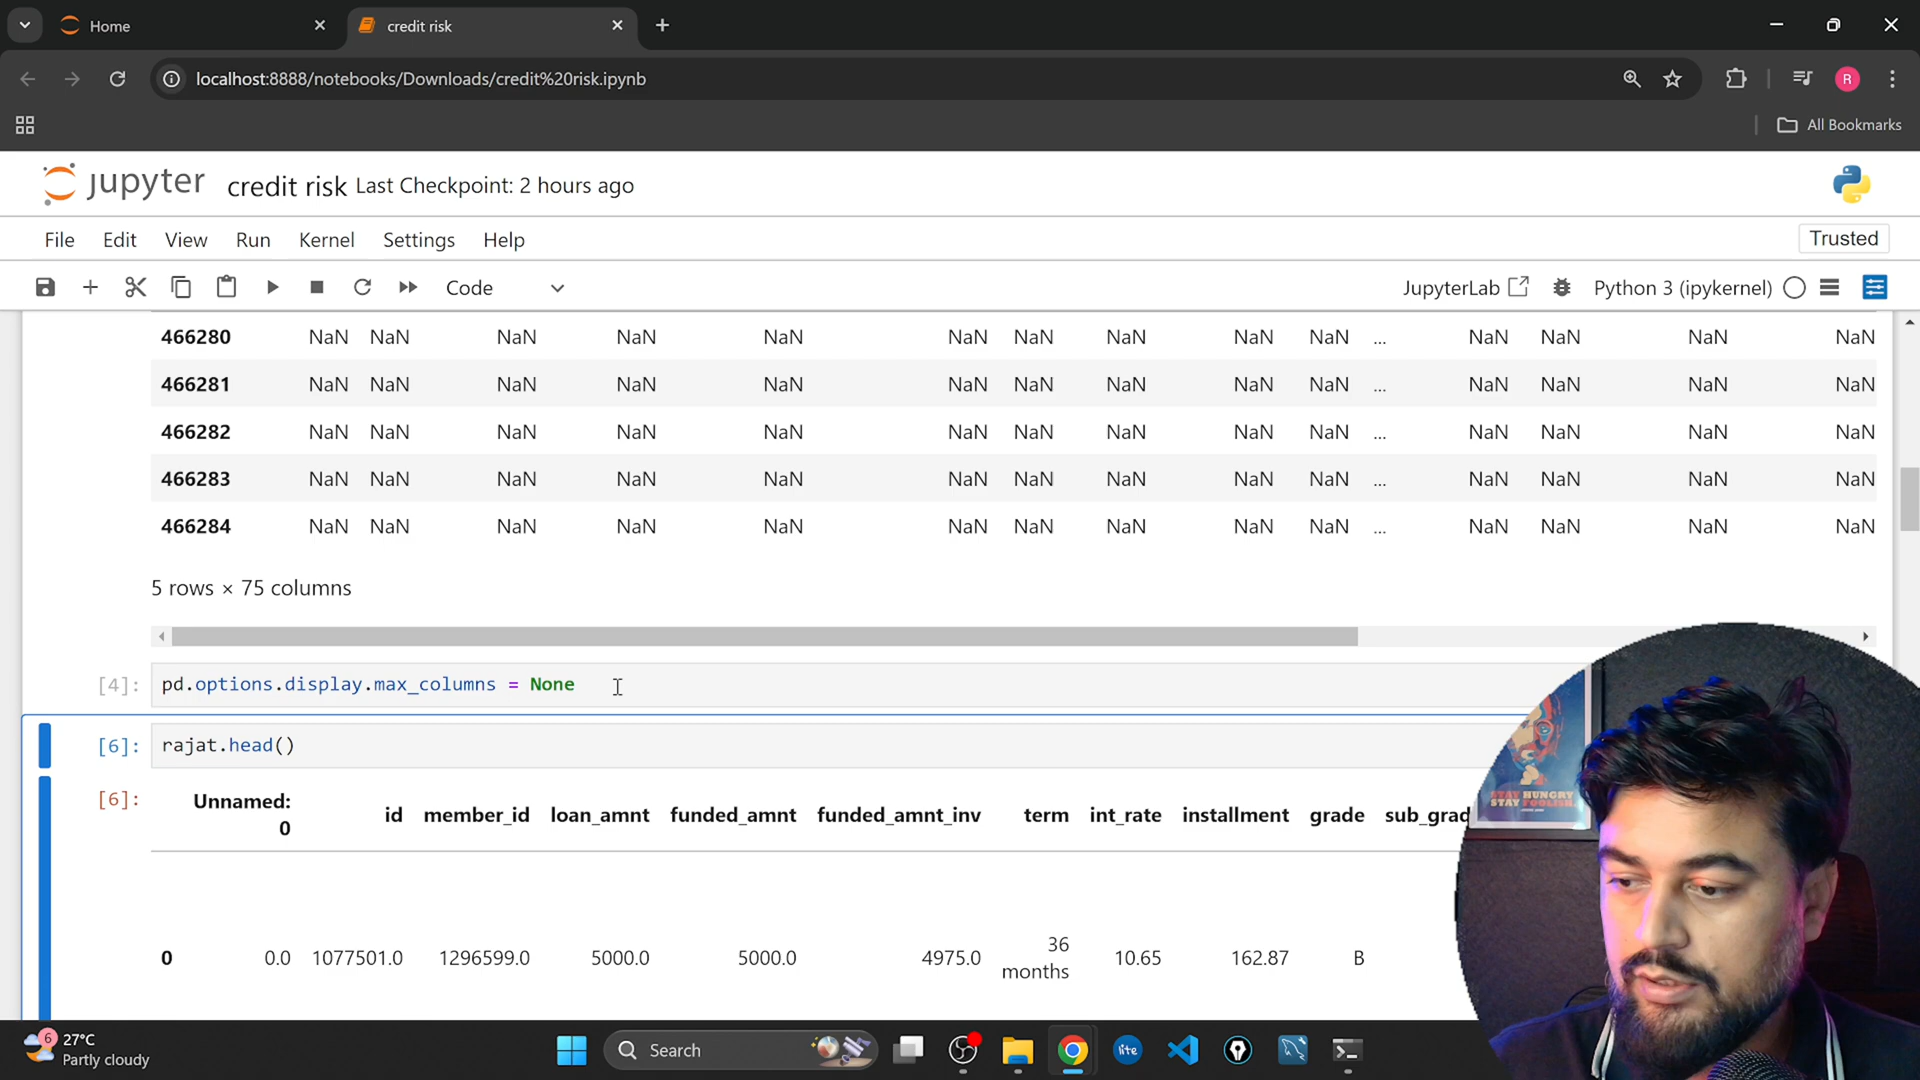 Home
credit risk
localhost:8888/notebooks/Downloads/credit%20risk.ipynb
R
All Bookmarks
jupyter credit risk Last Checkpoint: 2 hours ago
File Edit View Run Kernel Settings Help
Trusted
Code
JupyterLab
Python 3 (ipykernel)
466280 NaN NaN NaN NaN NaN NaN NaN NaN NaN NaN ... NaN NaN NaN NaN
466281 NaN NaN NaN NaN NaN NaN NaN NaN NaN NaN ... NaN NaN NaN NaN
466282 NaN NaN NaN NaN NaN NaN NaN NaN NaN NaN ... NaN NaN NaN NaN
466283 NaN NaN NaN NaN NaN NaN NaN NaN NaN NaN ... NaN NaN NaN NaN
466284 NaN NaN NaN NaN NaN NaN NaN NaN NaN NaN ... NaN NaN NaN NaN
5 rows × 75 columns
[4]: pd.options.display.max_columns = None
[6]: rajat.head()
[6]: Unnamed: 0 id member_id loan_amnt funded_amnt funded_amnt_inv term int_rate installment grade sub_grad
0 0.0 1077501.0 1296599.0 5000.0 5000.0 4975.0 36 months 10.65 162.87 B
STAY HUNGRY
STAY FOOLISH
6
27°C
Partly cloudy
Search
lite